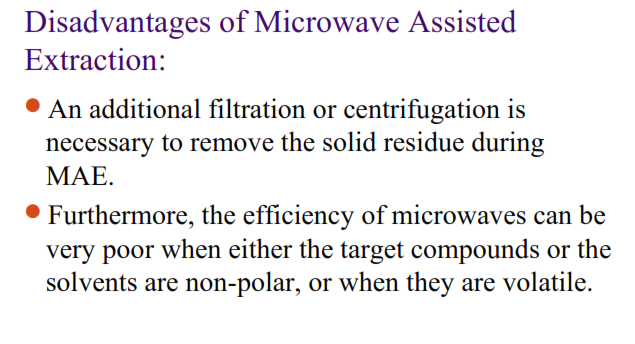 Disadvantages of Microwave Assisted
Extraction:
● An additional filtration or centrifugation is
necessary to remove the solid residue during
MAE.
● Furthermore, the efficiency of microwaves can be
very poor when either the target compounds or the
solvents are non-polar, or when they are volatile.